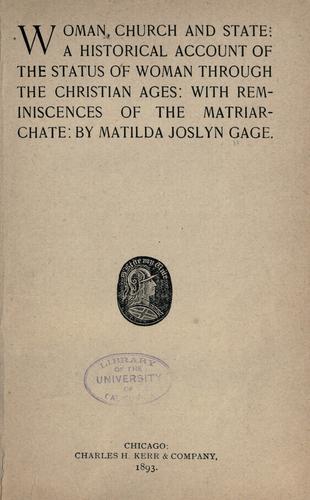 WOMAN, CHURCH AND STATE:
A HISTORICAL ACCOUNT OF
THE STATUS OF WOMAN THROUGH
THE CHRISTIAN AGES: WITH REM-
INISCENCES OF THE MATRIAR-
CHATE: BY MATILDA JOSLYN GAGE.
LIBRARY
OF THE
UNIVERSITY
OF
CHICAGO:
CHARLES H. KERR & COMPANY,
1893.